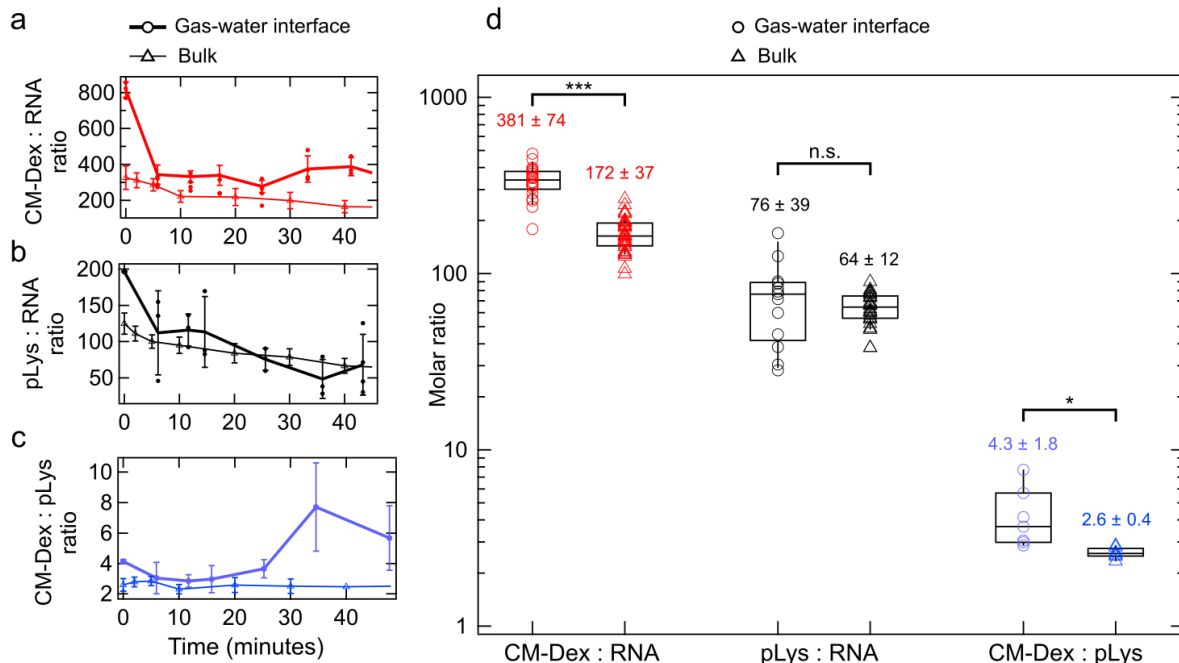 a
Gas-water interface
Bulk
CM-Dex : RNA
ratio
800
600
400
200
0 10 20 30 40
b
pLys : RNA
ratio
200
150
100
50
0 10 20 30 40
c
CM-Dex : pLys
ratio
10
8
6
4
2
0 10 20 30 40
Time (minutes)
d
Gas-water interface
Bulk
Molar ratio
1000
100
10
1
***
381 ± 74
172 ± 37
n.s.
76 ± 39
64 ± 12
*
4.3 ± 1.8
2.6 ± 0.4
CM-Dex : RNA pLys : RNA CM-Dex : pLys